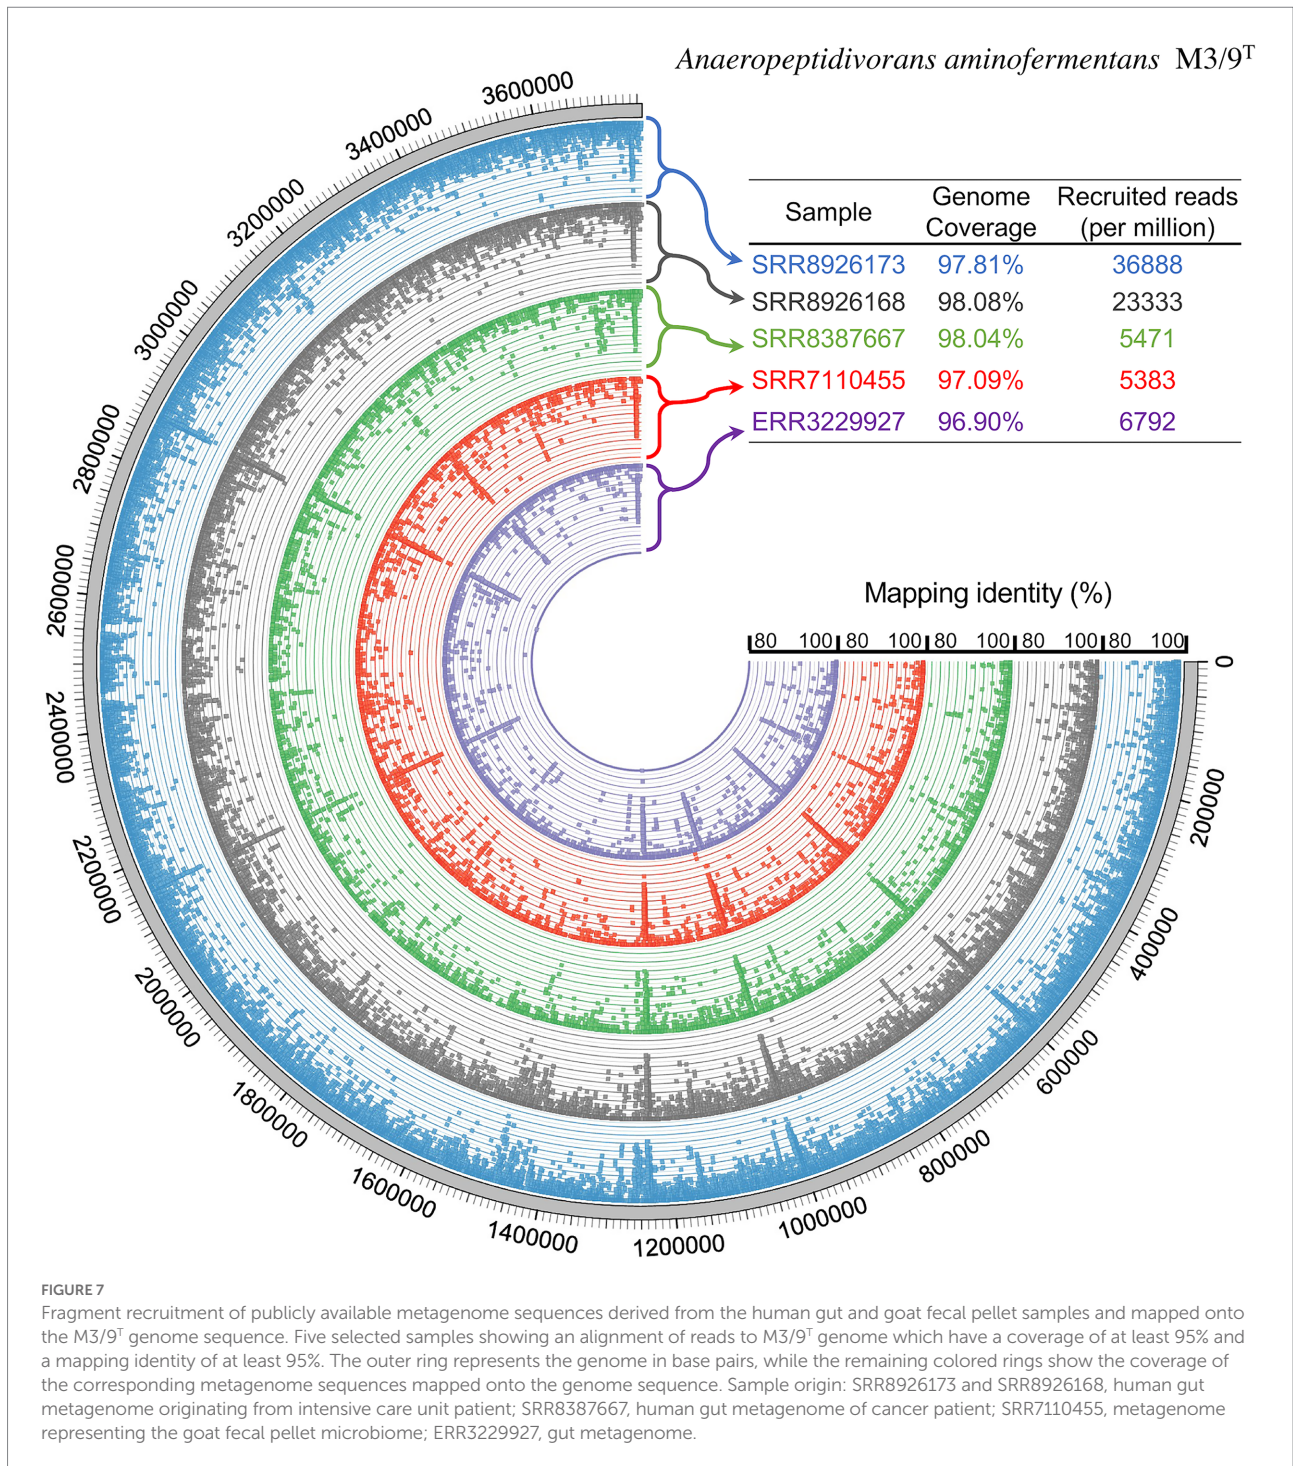 Anaeropeptidivorans aminofermentans M3/9ᵀ
Sample Genome Coverage Recruited reads (per million)
SRR8926173 97.81% 36888
SRR8926168 98.08% 23333
SRR8387667 98.04% 5471
SRR7110455 97.09% 5383
ERR3229927 96.90% 6792
Mapping identity (%)
80 100 80 100 80 100 80 100 80 100
0
200000
400000
600000
800000
1000000
1200000
1400000
1600000
1800000
2000000
2200000
2400000
2600000
2800000
3000000
3200000
3400000
3600000
FIGURE 7
Fragment recruitment of publicly available metagenome sequences derived from the human gut and goat fecal pellet samples and mapped onto
the M3/9ᵀ genome sequence. Five selected samples showing an alignment of reads to M3/9ᵀ genome which have a coverage of at least 95% and
a mapping identity of at least 95%. The outer ring represents the genome in base pairs, while the remaining colored rings show the coverage of
the corresponding metagenome sequences mapped onto the genome sequence. Sample origin: SRR8926173 and SRR8926168, human gut
metagenome originating from intensive care unit patient; SRR8387667, human gut metagenome of cancer patient; SRR7110455, metagenome
representing the goat fecal pellet microbiome; ERR3229927, gut metagenome.